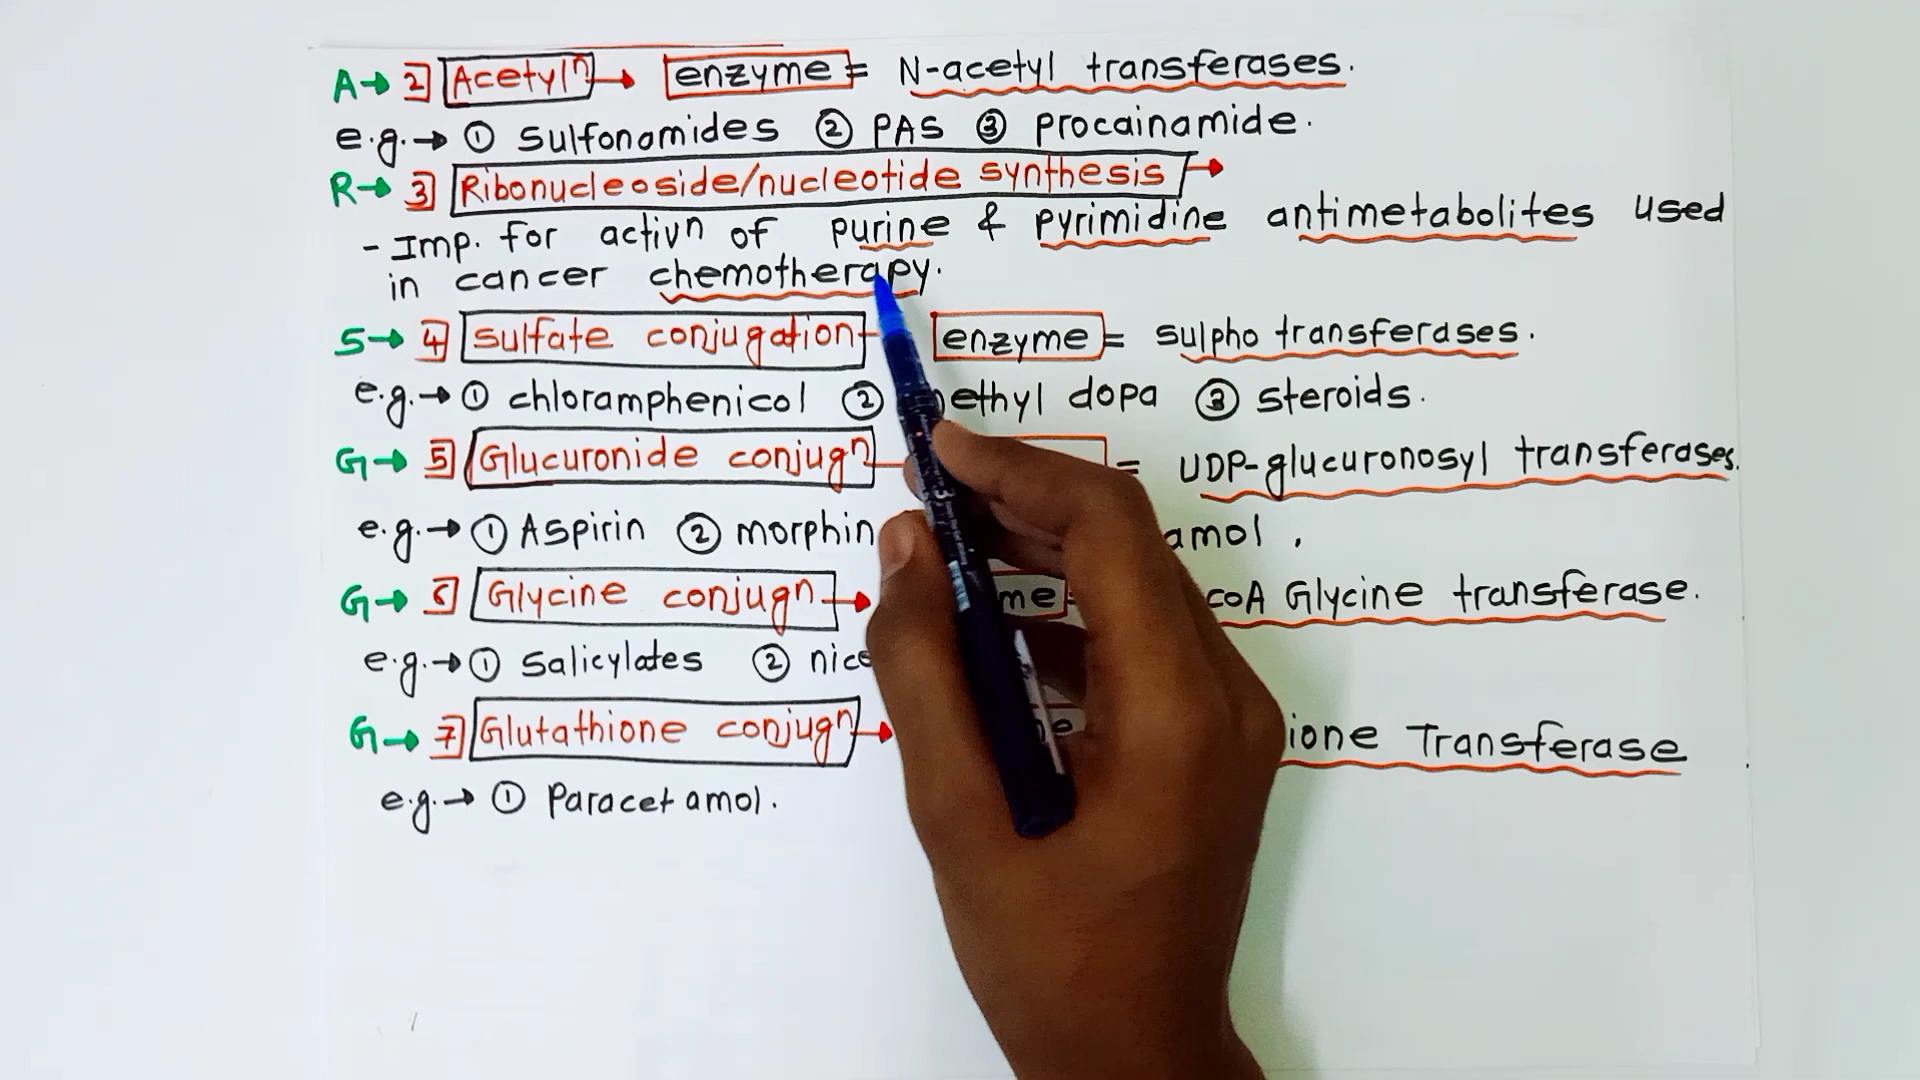 A→ 2 Acetylⁿ → enzyme = N-acetyl transferases.
e.g.→ ① sulfonamides ② PAS ③ procainamide.
R→ 3 Ribonucleoside/nucleotide synthesis →
- Imp. for activn of purine & pyrimidine antimetabolites used
in cancer chemotherapy.
S→ 4 sulfate conjugation enzyme = sulpho transferases.
e.g.→ ① chloramphenicol ② ethyl dopa ③ steroids.
G→ 5 Glucuronide conjugⁿ = UDP-glucuronosyl transferases.
e.g.→ ① Aspirin ② morphin amol.
G→ 6 Glycine conjugⁿ → me = coA Glycine transferase.
e.g.→ ① Salicylates ② nico
G→ 7 Glutathione conjugⁿ → ne ione Transferase
e.g.→ ① Paracetamol.